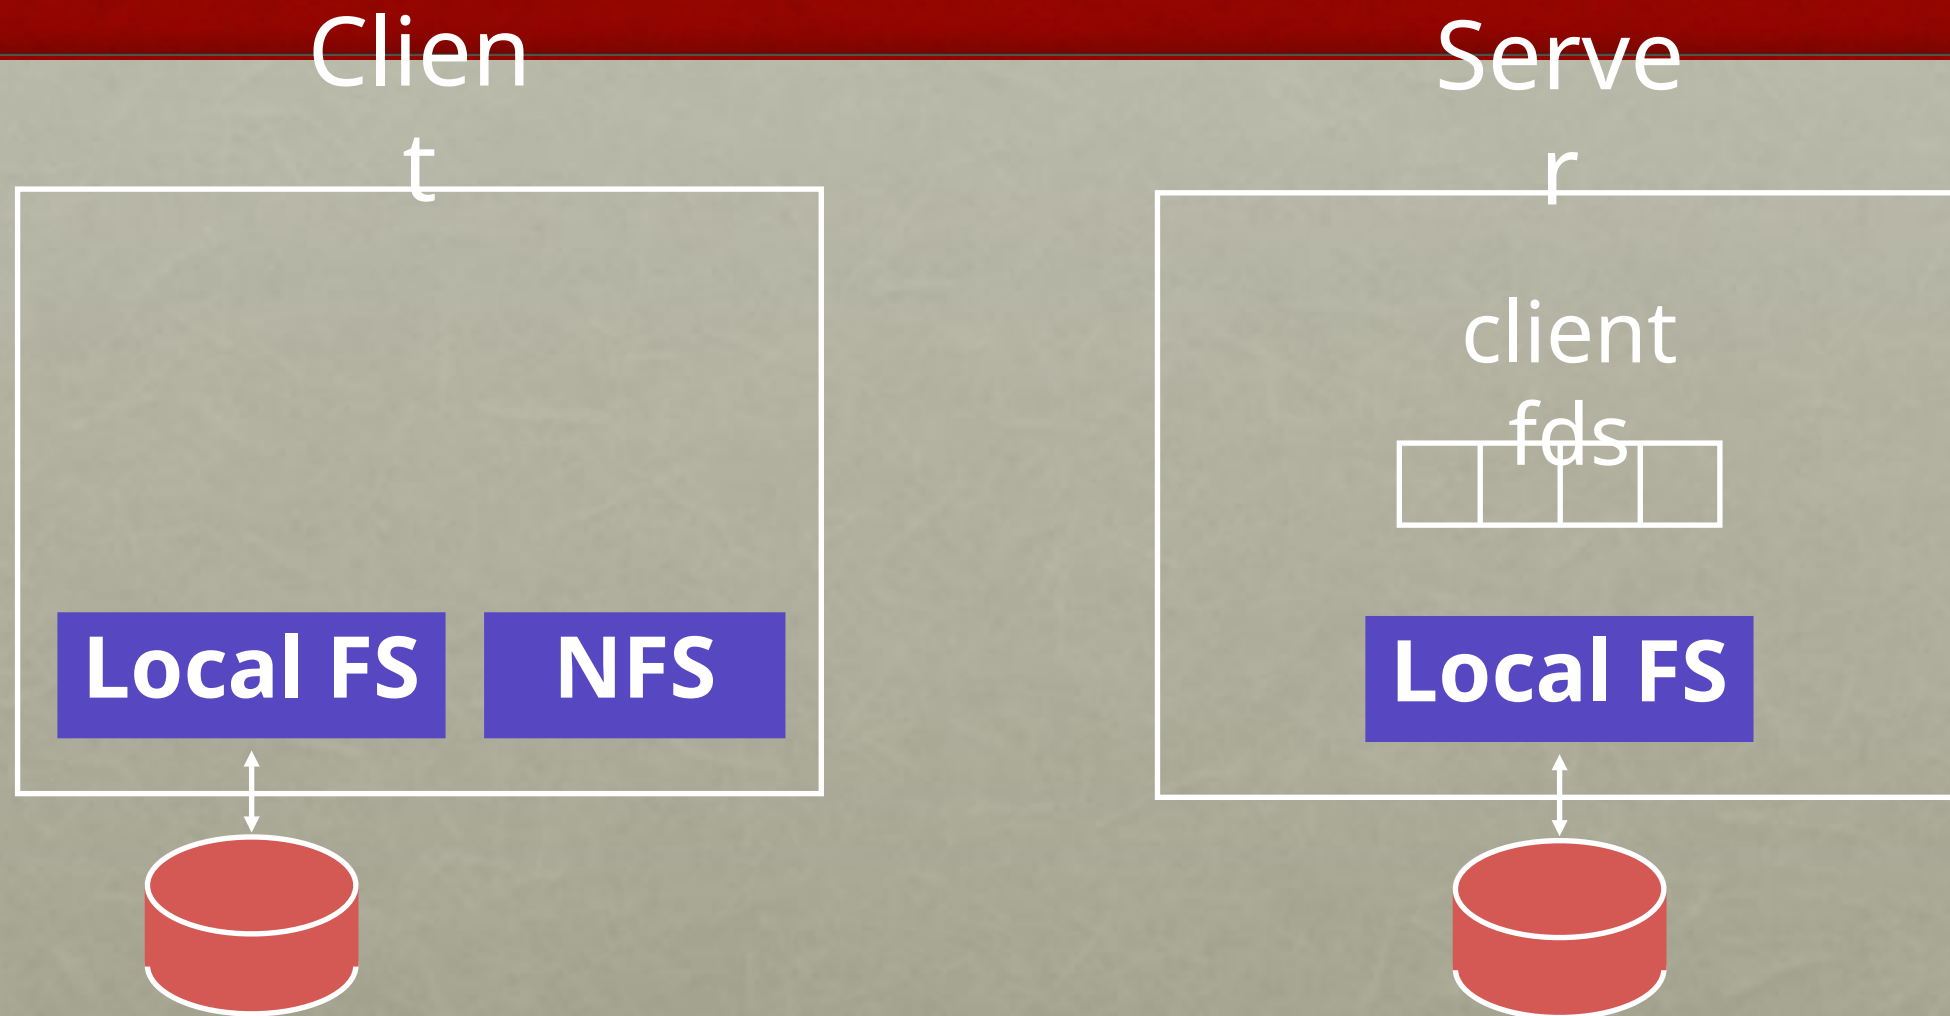 Clien
t
Serve
r
client
fds
Local FS
NFS
Local FS